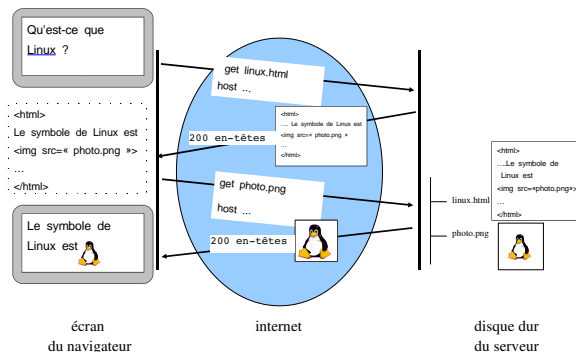 Qu'est-ce que
Linux ?
get linux.html
host ...
<html>
.... Le symbole de Linux est
<img src=« photo.png »
...
</html>
200 en-têtes
<html>
Le symbole de Linux est
<img src=« photo.png »>
...
</html>
get photo.png
host ...
<html>
....Le symbole de
Linux est
<img src=«photo.png»>
...
</html>
linux.html
photo.png
200 en-têtes
Le symbole de
Linux est
écran
du navigateur
internet
disque dur
du serveur